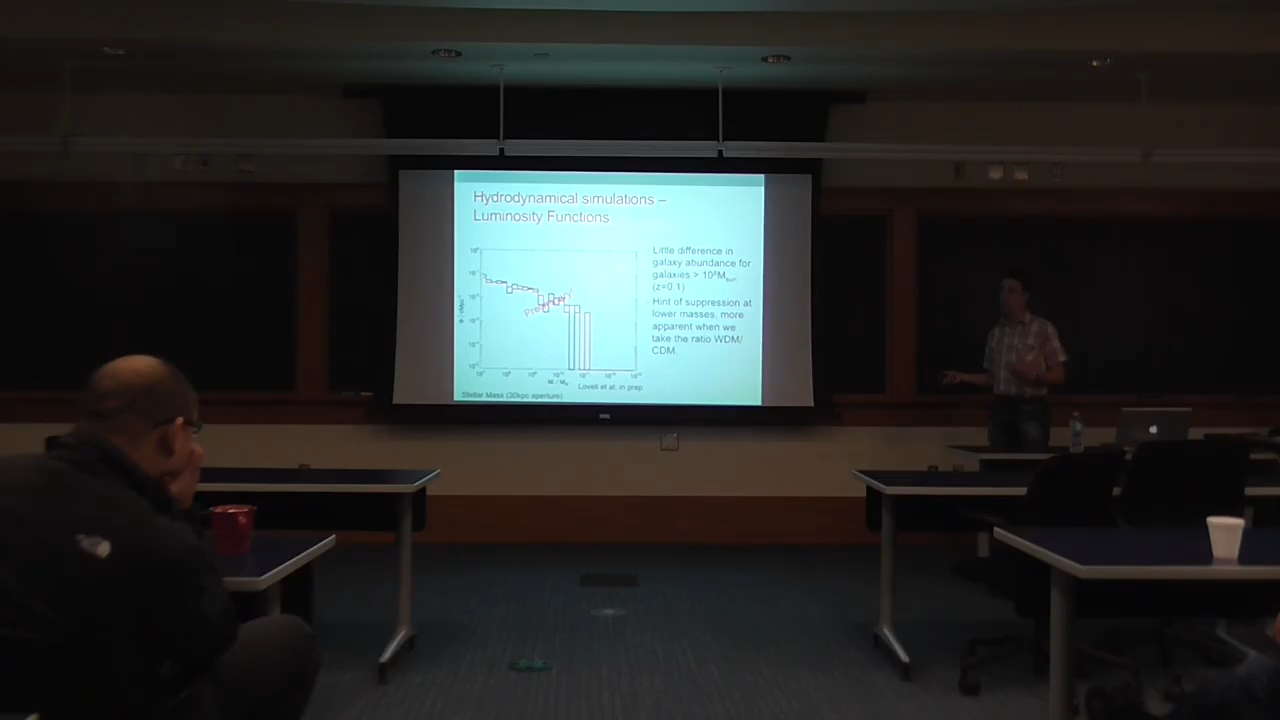 Hydrodynamical simulations –
Luminosity Functions
Little difference in
galaxy abundance for
galaxies > 10⁸M
(z=0.1)
Hint of suppression at
lower masses, more
apparent when we
take the ratio WDM/
CDM.
Lovell et al. in prep
Stellar Mass (30kpc aperture)